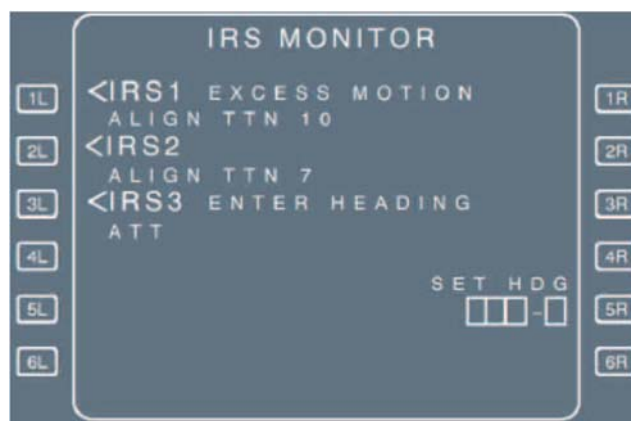 IRS MONITOR
1L <IRS1 EXCESS MOTION 1R
ALIGN TTN 10
2L <IRS2 2R
ALIGN TTN 7
3L <IRS3 ENTER HEADING 3R
ATT
4L 4R
SET HDG
5L □□□-□ 5R
6L 6R